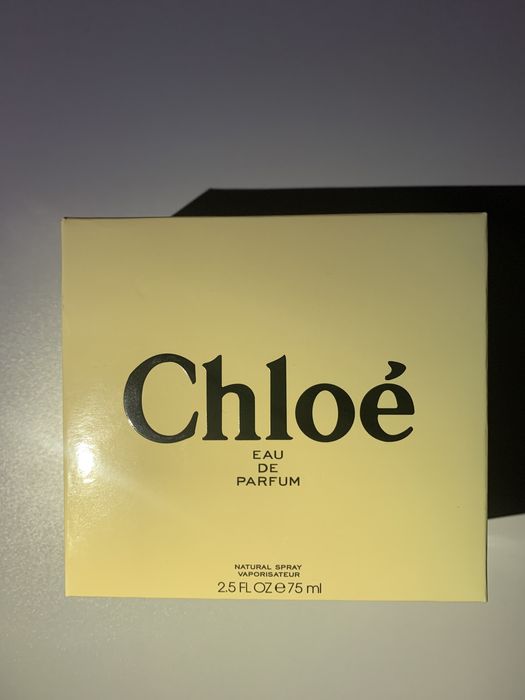 Chloé
EAU
DE
PARFUM
NATURAL SPRAY
VAPORISATEUR
2.5 FL OZ ℮ 75 ml